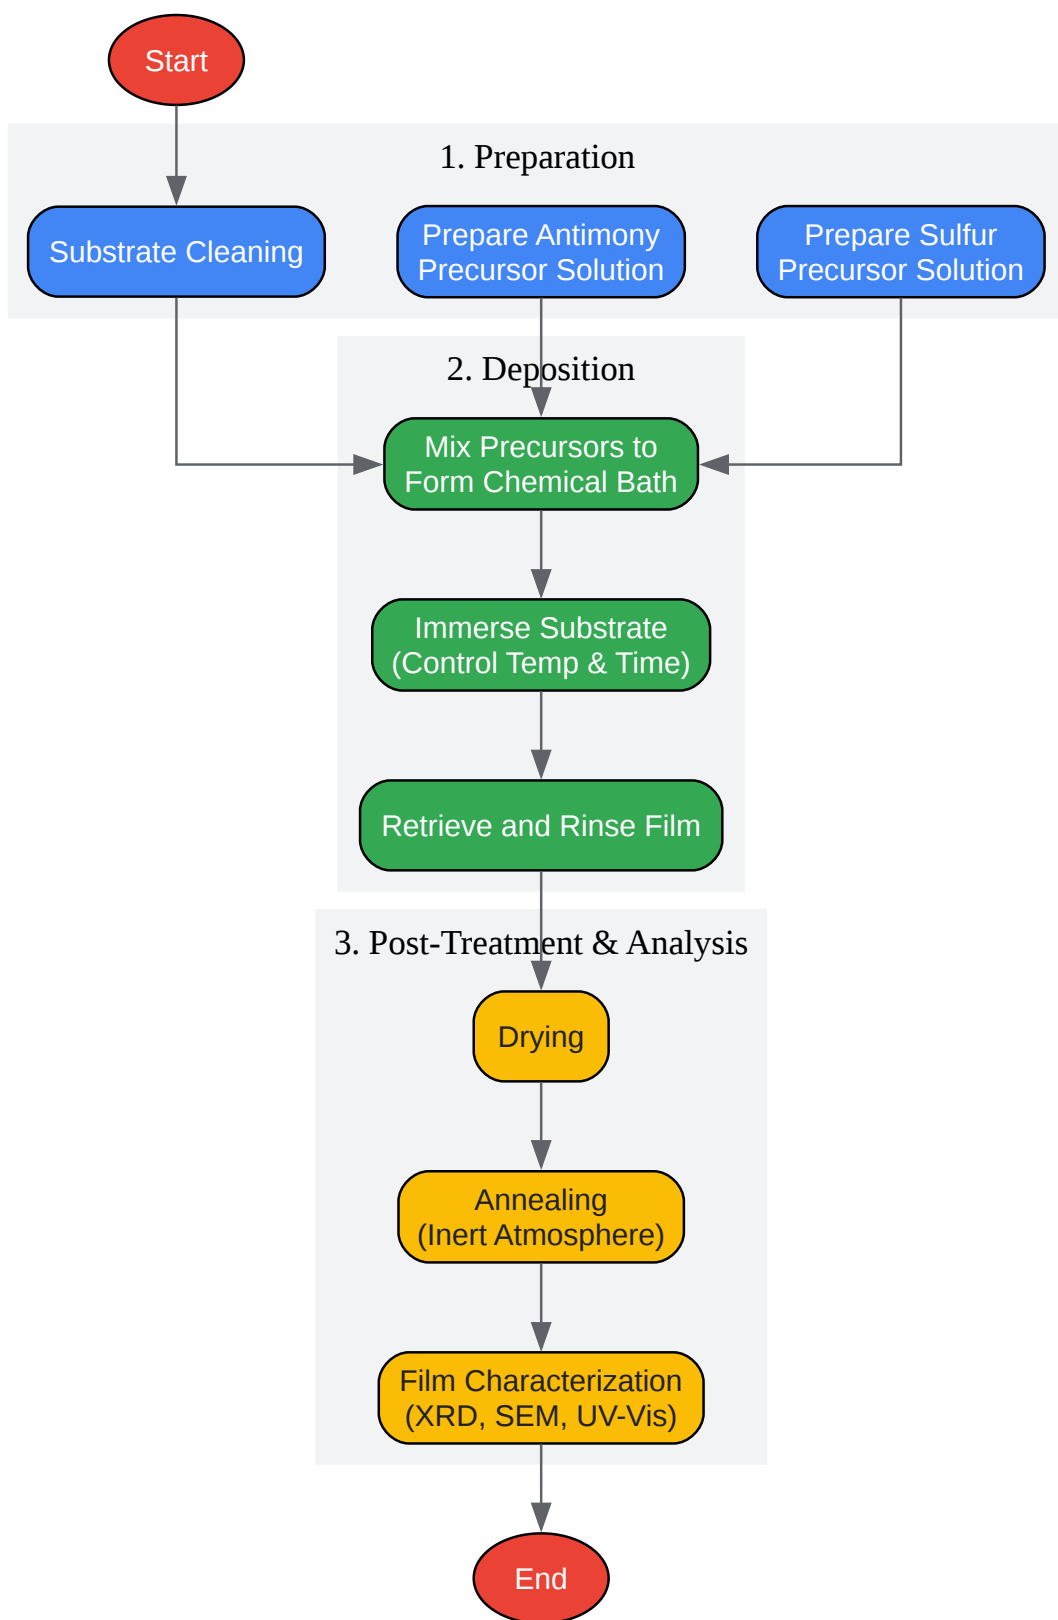 Start
1. Preparation
Substrate Cleaning
Prepare Antimony
Precursor Solution
Prepare Sulfur
Precursor Solution
2. Deposition
Mix Precursors to
Form Chemical Bath
Immerse Substrate
(Control Temp & Time)
Retrieve and Rinse Film
3. Post-Treatment & Analysis
Drying
Annealing
(Inert Atmosphere)
Film Characterization
(XRD, SEM, UV-Vis)
End